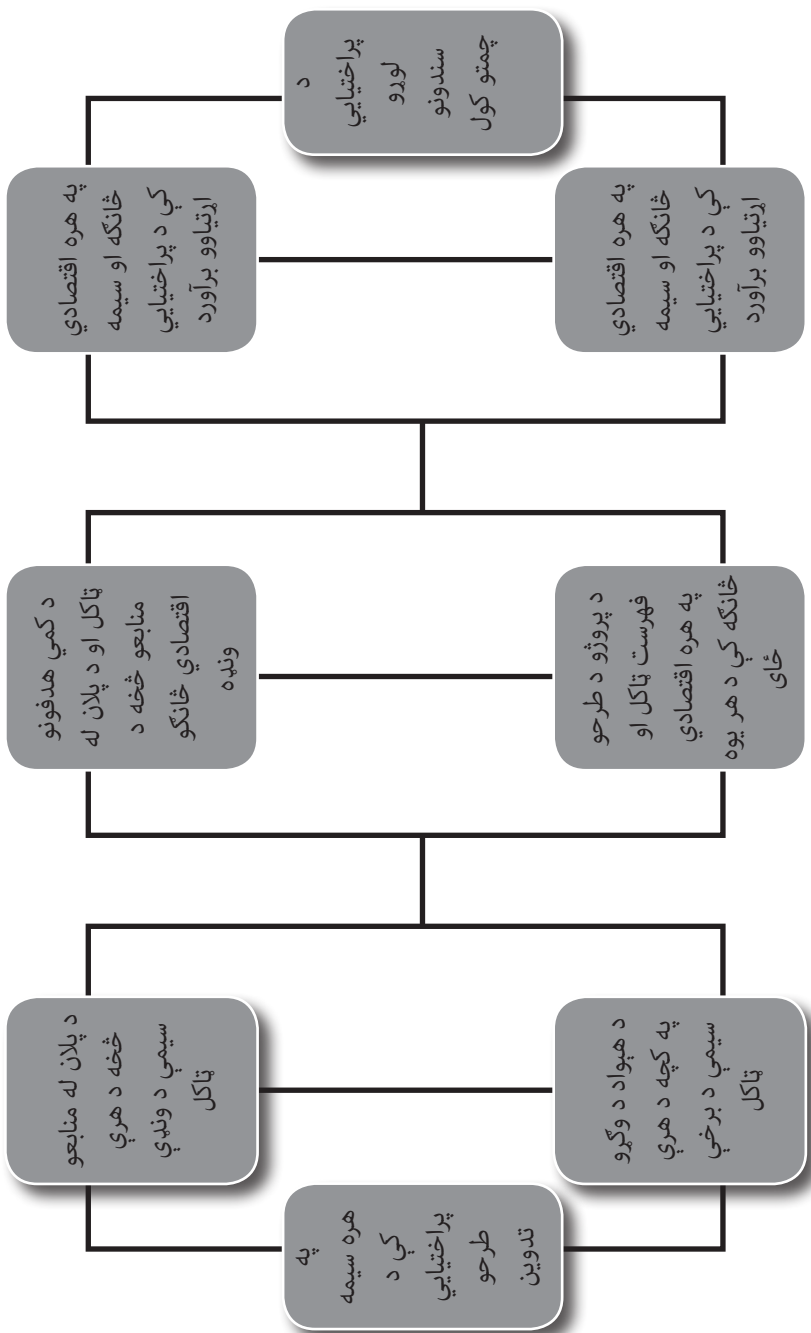 په
هره سیمه
کې د
پراختیایي
طرحو
تدوین
د پلان له منابعو
څخه د هرې
سیمې د ونډې
ټاکل
د هیواد د وګړو
په کچه د هرې
سیمې د برخې
ټاکل
د کمي هدفونو
ټاکل او د پلان له
منابعو څخه د
اقتصادي څانګو
ونډه
د پروژو د طرحو
فهرست ټاکل او
په هره اقتصادي
څانګه کې د هر یوه
ځای
په هره اقتصادي
څانګه او سیمه
کې د پراختیایي
اړتیاوو برآورد
په هره اقتصادي
څانګه او سیمه
کې د پراختیایي
اړتیاوو برآورد
د
پراختیایي
لوړو
سندونو
چمتو کول